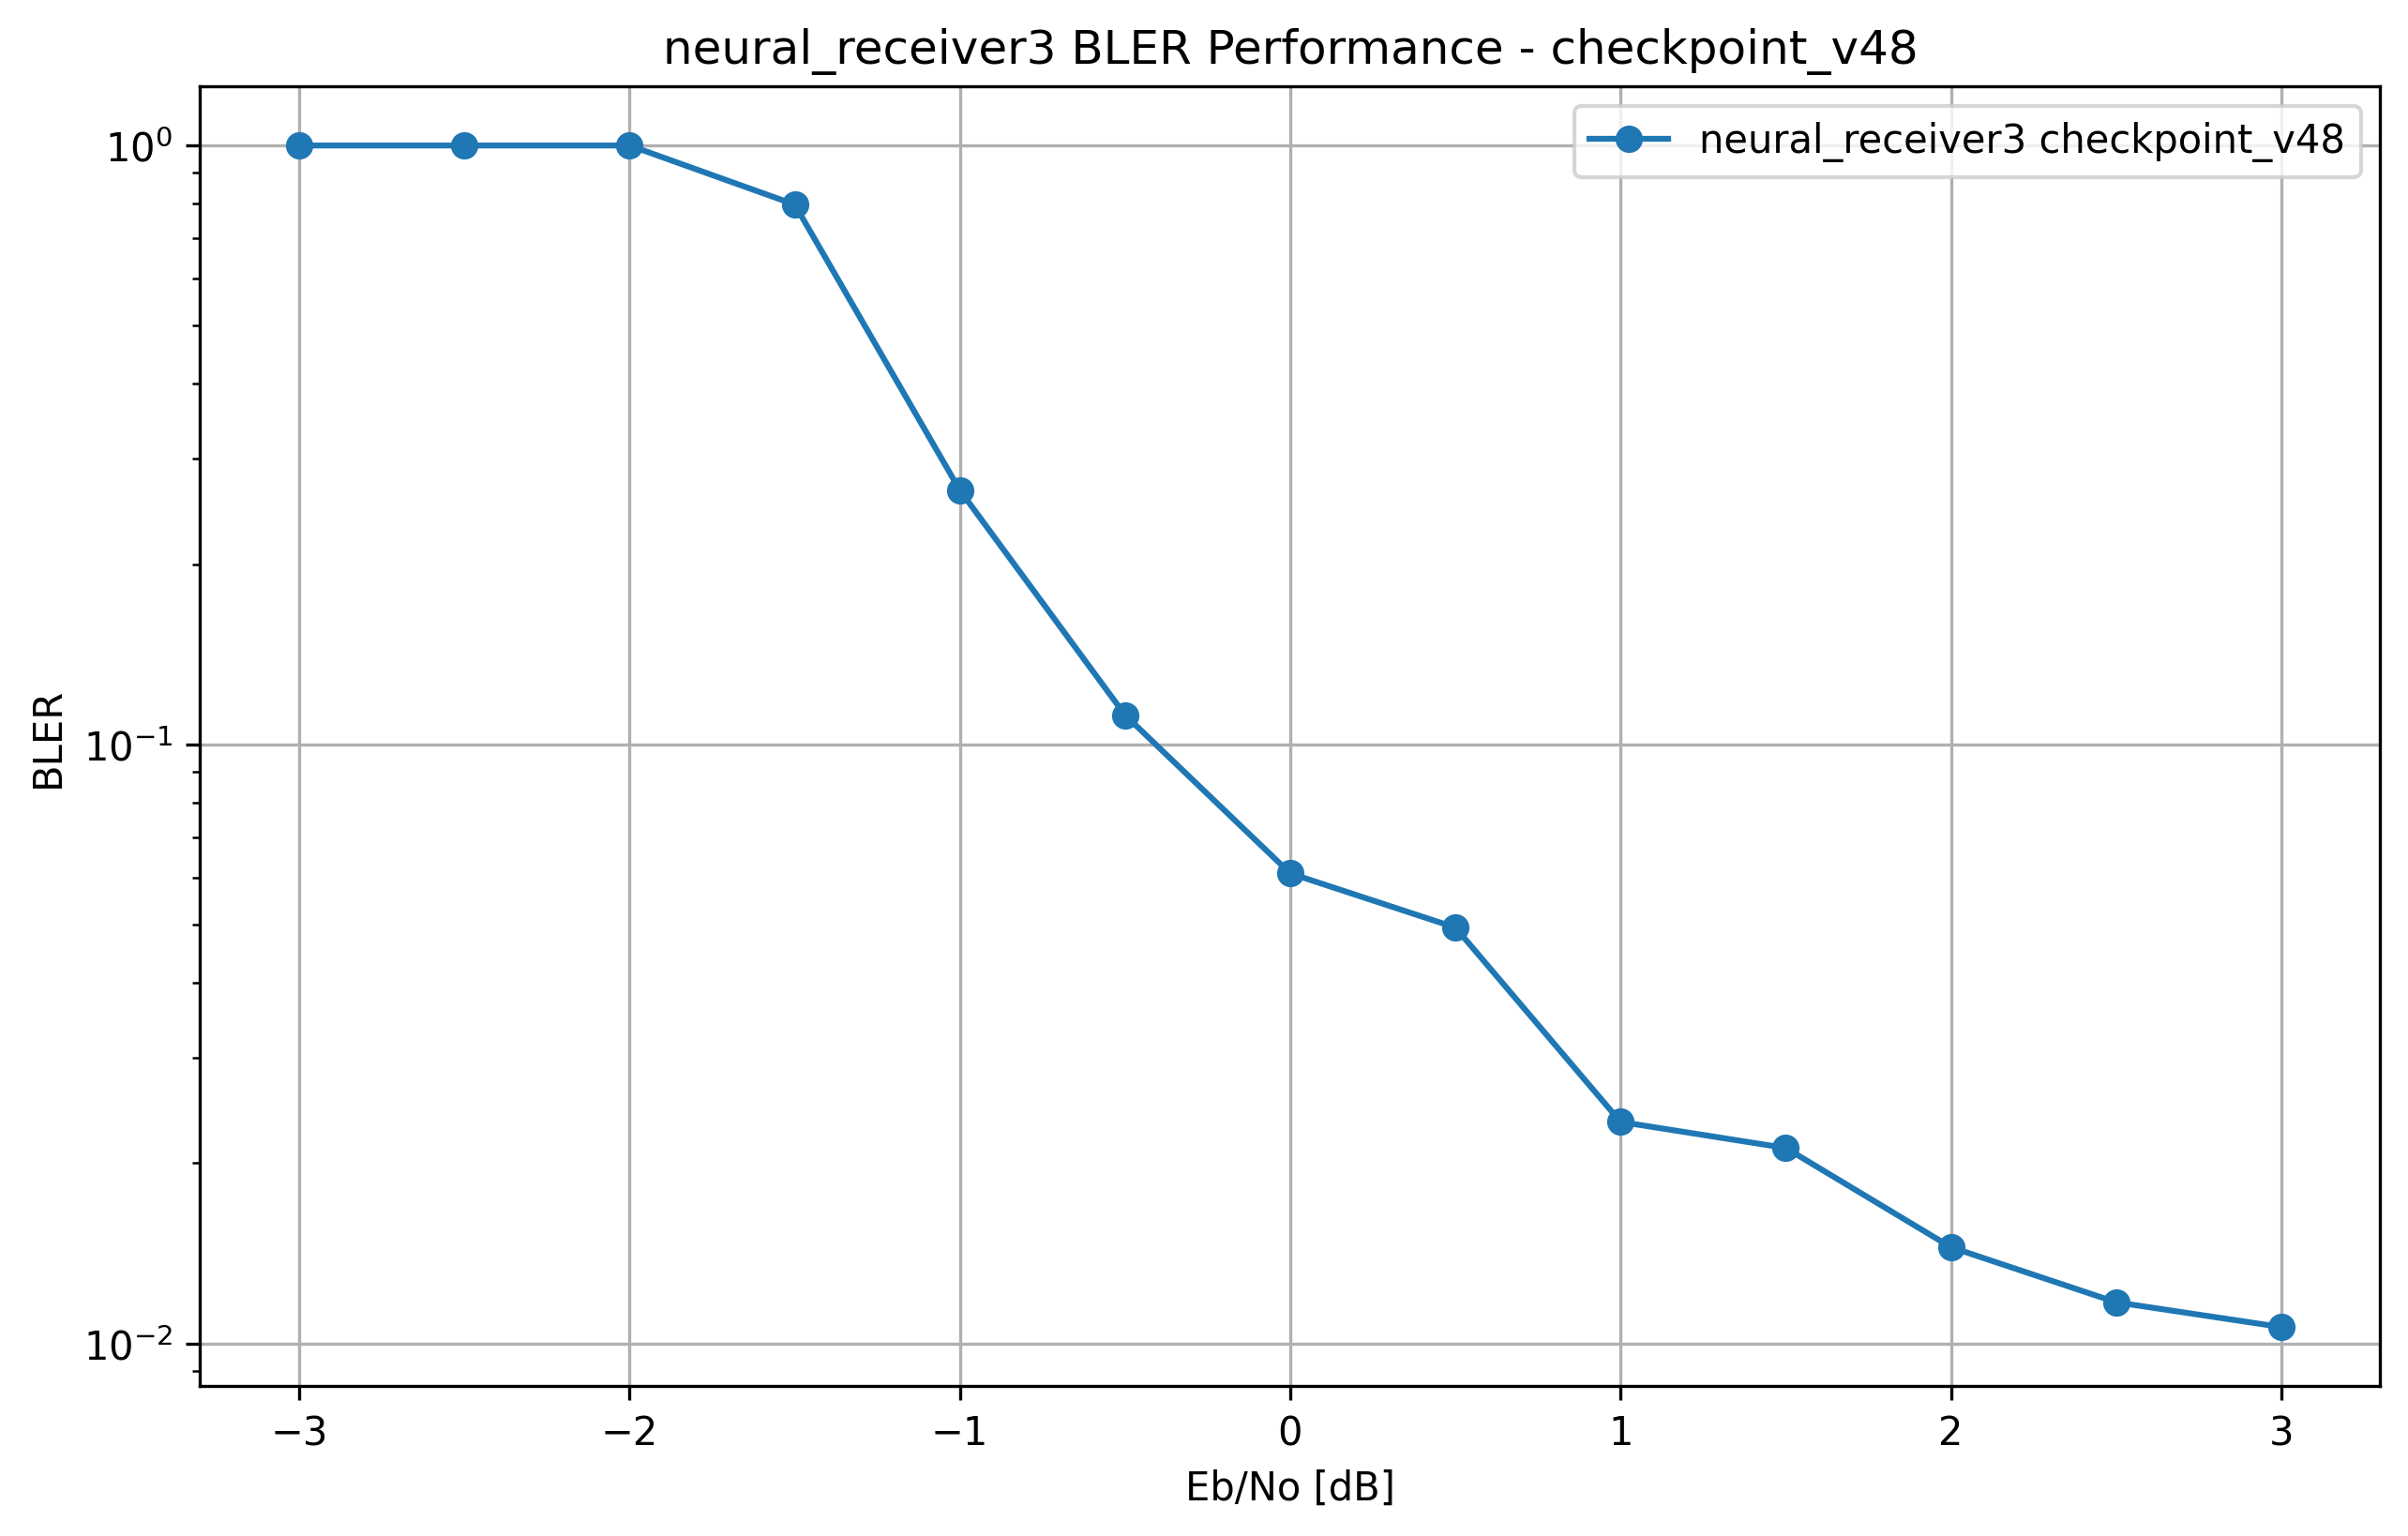 neural_receiver3 BLER Performance - checkpoint_v48
neural_receiver3 checkpoint_v48
10⁰
10⁻¹
10⁻²
BLER
−3 −2 −1 0 1 2 3
Eb/No [dB]